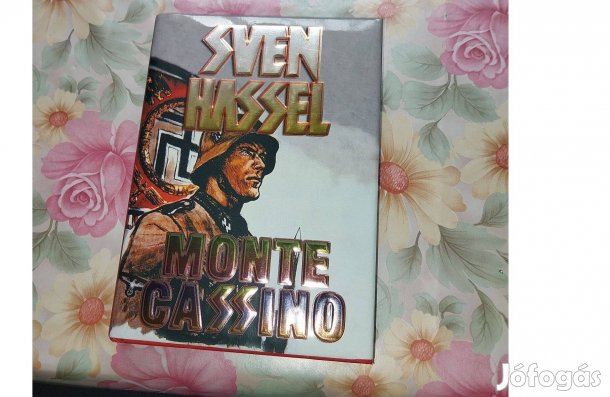 SVEN
HASSEL
MONTE
CASSINO
Jófogás